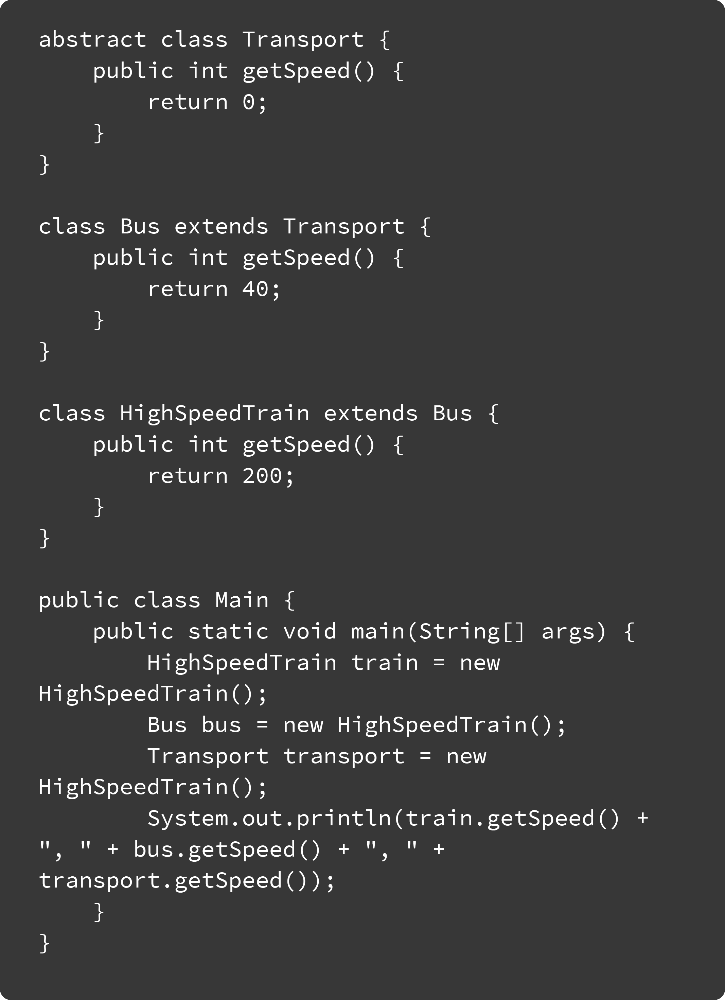 abstract class Transport {
    public int getSpeed() {
        return 0;
    }
}

class Bus extends Transport {
    public int getSpeed() {
        return 40;
    }
}

class HighSpeedTrain extends Bus {
    public int getSpeed() {
        return 200;
    }
}

public class Main {
    public static void main(String[] args) {
        HighSpeedTrain train = new
HighSpeedTrain();
        Bus bus = new HighSpeedTrain();
        Transport transport = new
HighSpeedTrain();
        System.out.println(train.getSpeed() +
", " + bus.getSpeed() + ", " +
transport.getSpeed());
    }
}